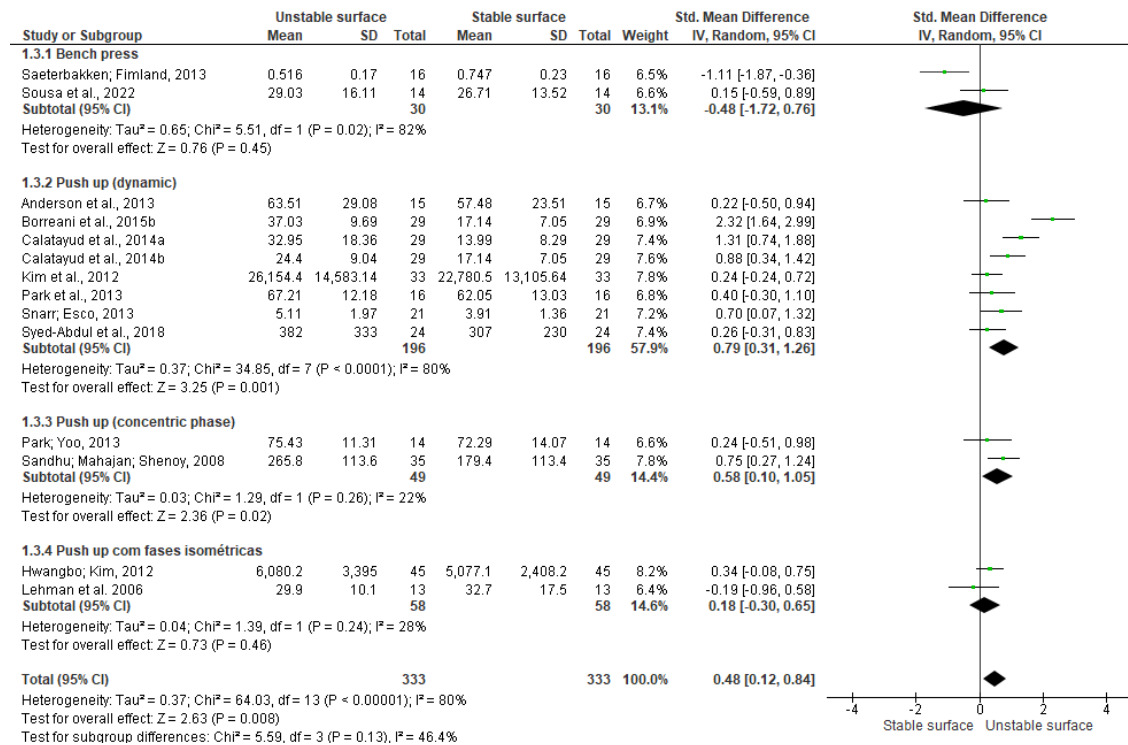 Unstable surface Stable surface Std. Mean Difference Std. Mean Difference
Study or Subgroup Mean SD Total Mean SD Total Weight IV, Random, 95% CI IV, Random, 95% CI
1.3.1 Bench press
Saeterbakken; Fimland, 2013 0.516 0.17 16 0.747 0.23 16 6.5% -1.11 [-1.87, -0.36]
Sousa et al., 2022 29.03 16.11 14 26.71 13.52 14 6.6% 0.15 [-0.59, 0.89]
Subtotal (95% CI) 30 30 13.1% -0.48 [-1.72, 0.76]
Heterogeneity: Tau² = 0.65; Chi² = 5.51, df = 1 (P = 0.02); I² = 82%
Test for overall effect: Z = 0.76 (P = 0.45)
1.3.2 Push up (dynamic)
Anderson et al., 2013 63.51 29.08 15 57.48 23.51 15 6.7% 0.22 [-0.50, 0.94]
Borreani et al., 2015b 37.03 9.69 29 17.14 7.05 29 6.9% 2.32 [1.64, 2.99]
Calatayud et al., 2014a 32.95 18.36 29 13.99 8.29 29 7.4% 1.31 [0.74, 1.88]
Calatayud et al., 2014b 24.4 9.04 29 17.14 7.05 29 7.5% 0.88 [0.34, 1.42]
Kim et al., 2012 26,154.4 14,583.14 33 22,780.5 13,105.64 33 7.8% 0.24 [-0.24, 0.72]
Park et al., 2013 67.21 12.18 16 62.05 13.03 16 6.8% 0.40 [-0.30, 1.10]
Snarr; Esco, 2013 5.11 1.97 21 3.91 1.36 21 7.2% 0.70 [0.07, 1.32]
Syed-Abdul et al., 2018 382 333 24 307 230 24 7.4% 0.26 [-0.31, 0.83]
Subtotal (95% CI) 196 196 57.9% 0.79 [0.31, 1.26]
Heterogeneity: Tau² = 0.37; Chi² = 34.85, df = 7 (P < 0.0001); I² = 80%
Test for overall effect: Z = 3.25 (P = 0.001)
1.3.3 Push up (concentric phase)
Park; Yoo, 2013 75.43 11.31 14 72.29 14.07 14 6.6% 0.24 [-0.51, 0.98]
Sandhu; Mahajan; Shenoy, 2008 265.8 113.6 35 179.4 113.4 35 7.8% 0.75 [0.27, 1.24]
Subtotal (95% CI) 49 49 14.4% 0.58 [0.10, 1.05]
Heterogeneity: Tau² = 0.03; Chi² = 1.29, df = 1 (P = 0.26); I² = 22%
Test for overall effect: Z = 2.36 (P = 0.02)
1.3.4 Push up com fases isométricas
Hwangbo; Kim, 2012 6,080.2 3,395 45 5,077.1 2,408.2 45 8.2% 0.34 [-0.08, 0.75]
Lehman et al. 2006 29.9 10.1 13 32.7 17.5 13 6.4% -0.19 [-0.96, 0.58]
Subtotal (95% CI) 58 58 14.6% 0.18 [-0.30, 0.65]
Heterogeneity: Tau² = 0.04; Chi² = 1.39, df = 1 (P = 0.24); I² = 28%
Test for overall effect: Z = 0.73 (P = 0.46)
Total (95% CI) 333 333 100.0% 0.48 [0.12, 0.84]
Heterogeneity: Tau² = 0.37; Chi² = 64.03, df = 13 (P < 0.00001); I² = 80%
Test for overall effect: Z = 2.63 (P = 0.008)
Test for subgroup differences: Chi² = 5.59, df = 3 (P = 0.13), I² = 46.4%
-4 -2 0 2 4
Stable surface Unstable surface